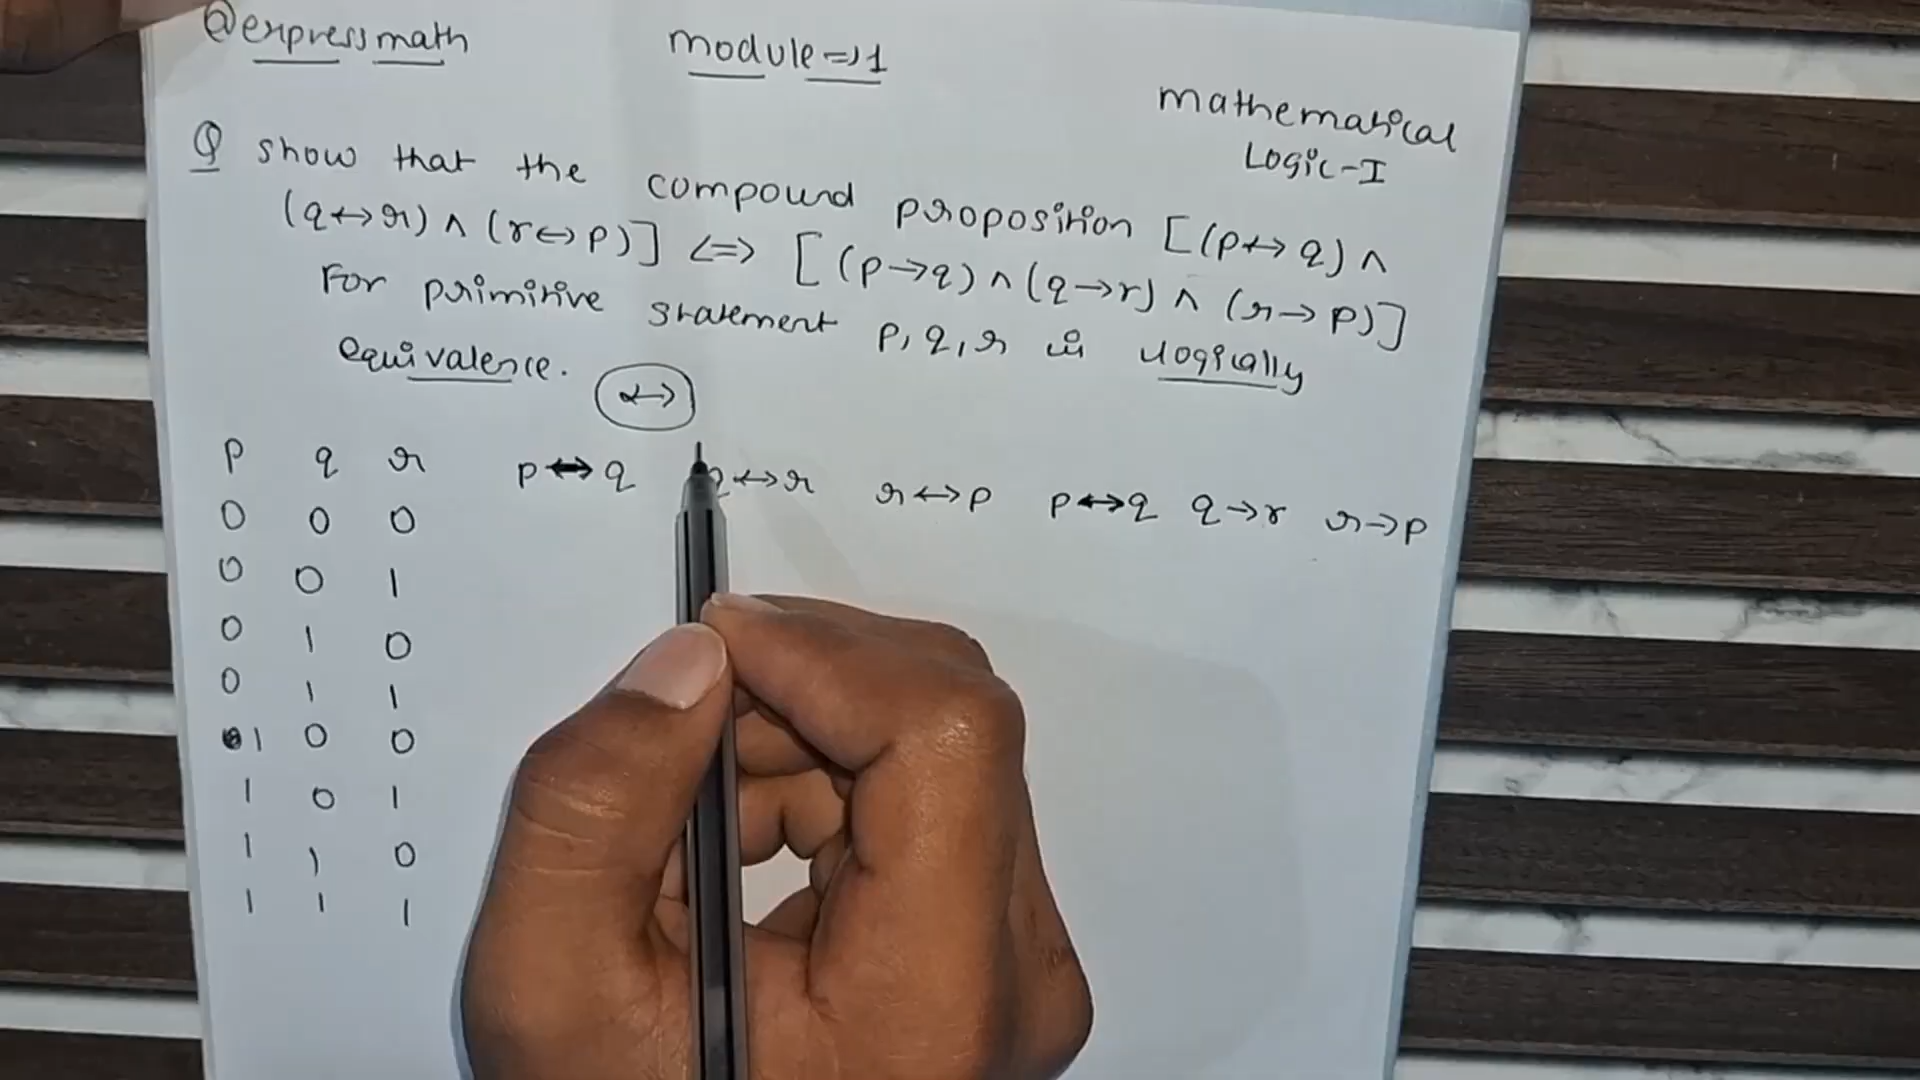 @expressmath
module=>1
Mathematical
Logic-I
Q show that the compound proposition [(p↔q) ∧
(q↔r) ∧ (r↔p)] <=> [(p→q) ∧ (q→r) ∧ (r→p)]
For primitive statement p, q, r is logically
equivalence.
↔
p q r p↔q q↔r r↔p p↔q q→r r→p
0 0 0
0 0 1
0 1 0
0 1 1
1 0 0
1 0 1
1 1 0
1 1 1